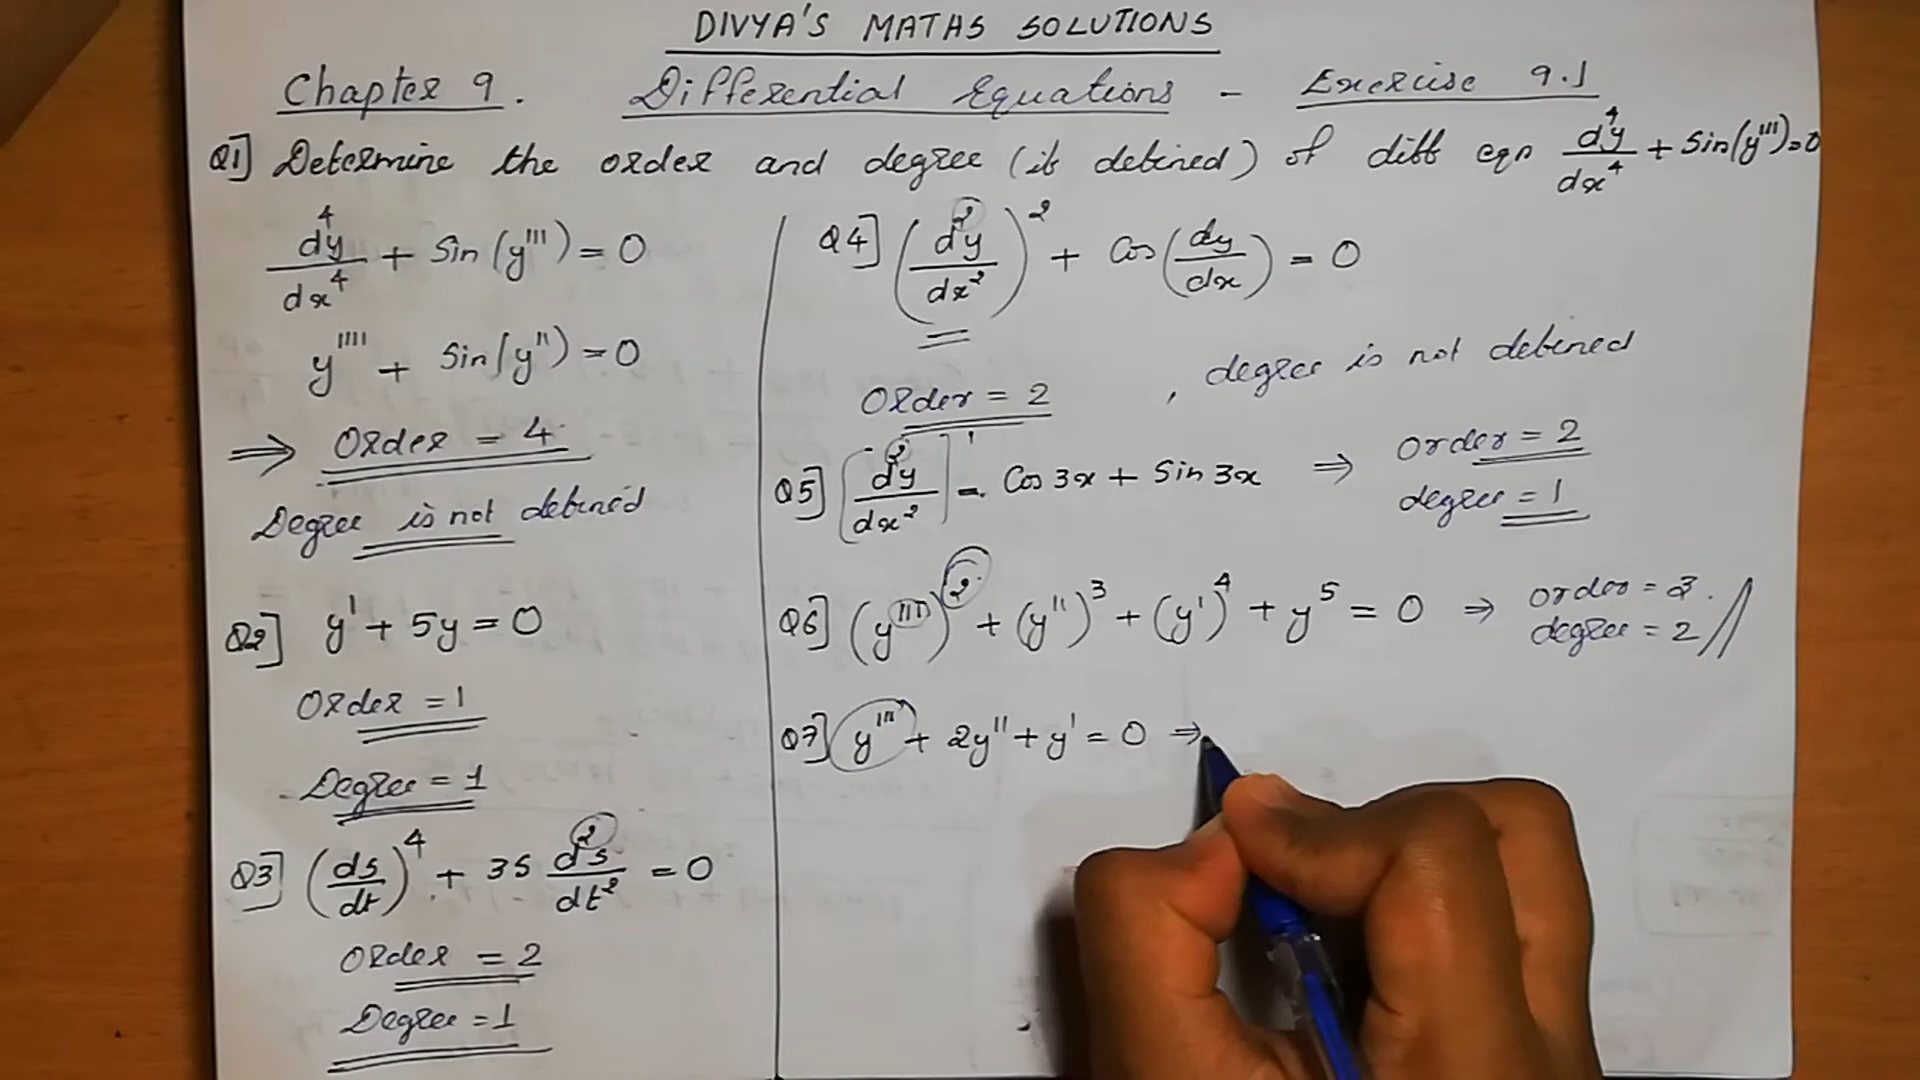 DIVYA'S MATHS SOLUTIONS
Chapter 9. Differential Equations - Exercise 9.1
Q1] Determine the order and degree (if defined) of diff eqn d⁴y/dx⁴ + Sin(y''')=0
d⁴y/dx⁴ + Sin(y''') = 0
y'''' + Sin(y'') = 0
⇒ Order = 4
Degree is not defined
Q2] y' + 5y = 0
Order = 1
Degree = 1
Q3] (ds/dt)⁴ + 3S d²s/dt² = 0
Order = 2
Degree = 1
Q4] (d²y/dx²)² + Cos(dy/dx) = 0
Order = 2 , degree is not defined
Q5] [d²y/dx²]¹ = Cos 3x + Sin 3x ⇒ Order = 2
degree = 1
Q6] (y''')² + (y'')³ + (y')⁴ + y⁵ = 0 ⇒ order = 3.
degree = 2 //
Q7] y''' + 2y'' + y' = 0 ⇒